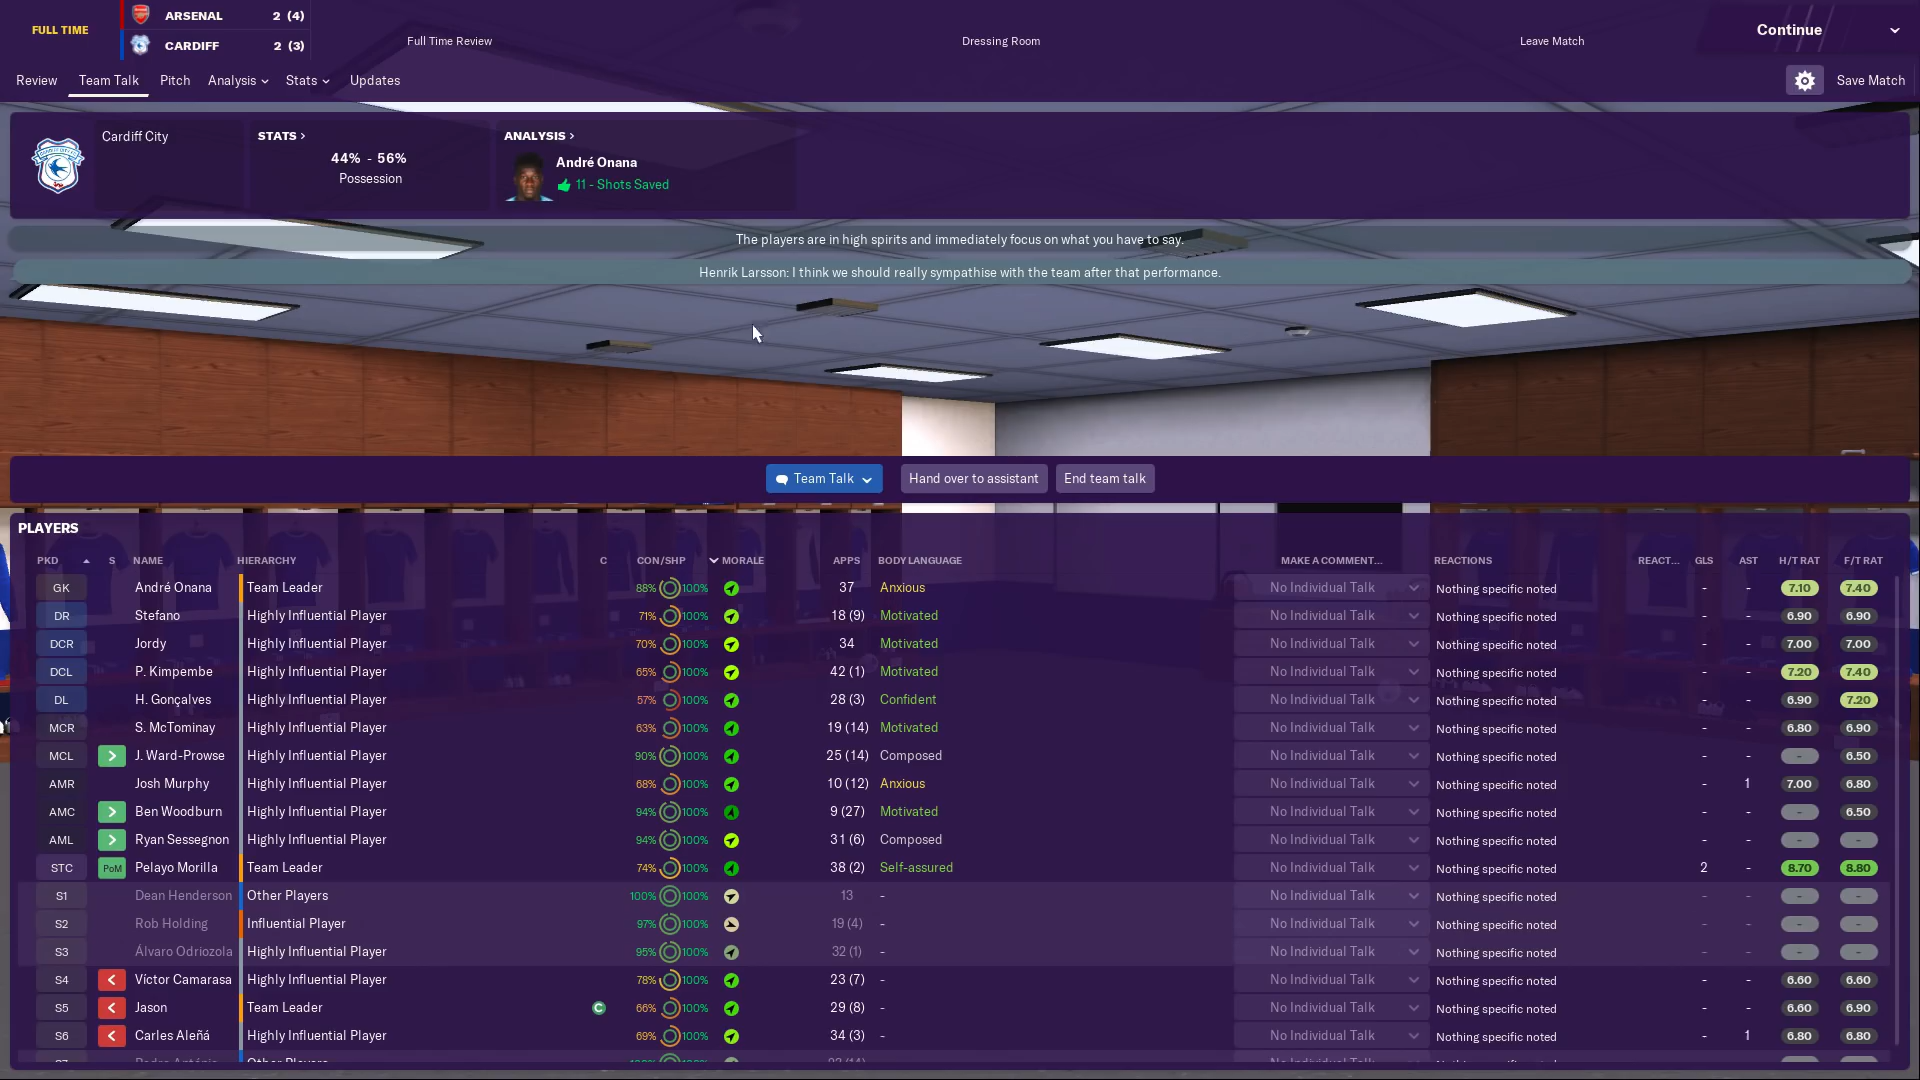 FULL TIME
ARSENAL 2 (4)
CARDIFF 2 (3)
Full Time Review Dressing Room Leave Match Continue
Review Team Talk Pitch Analysis Stats Updates Save Match
Cardiff City STATS > ANALYSIS >
44% - 56% André Onana
Possession 11 - Shots Saved
The players are in high spirits and immediately focus on what you have to say.
Henrik Larsson: I think we should really sympathise with the team after that performance.
Team Talk Hand over to assistant End team talk
PLAYERS
PKD S NAME HIERARCHY C CON/SHP MORALE APPS BODY LANGUAGE MAKE A COMMENT... REACTIONS REACT... GLS AST H/T RAT F/T RAT
GK André Onana Team Leader 88% 100% 37 Anxious No Individual Talk Nothing specific noted - - 7.10 7.40
DR Stefano Highly Influential Player 71% 100% 18 (9) Motivated No Individual Talk Nothing specific noted - - 6.90 6.90
DCR Jordy Highly Influential Player 70% 100% 34 Motivated No Individual Talk Nothing specific noted - - 7.00 7.00
DCL P. Kimpembe Highly Influential Player 65% 100% 42 (1) Motivated No Individual Talk Nothing specific noted - - 7.20 7.40
DL H. Gonçalves Highly Influential Player 57% 100% 28 (3) Confident No Individual Talk Nothing specific noted - - 6.90 7.20
MCR S. McTominay Highly Influential Player 63% 100% 19 (14) Motivated No Individual Talk Nothing specific noted - - 6.80 6.90
MCL J. Ward-Prowse Highly Influential Player 90% 100% 25 (14) Composed No Individual Talk Nothing specific noted - - - 6.50
AMR Josh Murphy Highly Influential Player 68% 100% 10 (12) Anxious No Individual Talk Nothing specific noted - 1 7.00 6.80
AMC Ben Woodburn Highly Influential Player 94% 100% 9 (27) Motivated No Individual Talk Nothing specific noted - - - 6.50
AML Ryan Sessegnon Highly Influential Player 94% 100% 31 (6) Composed No Individual Talk Nothing specific noted - - - -
STC PoM Pelayo Morilla Team Leader 74% 100% 38 (2) Self-assured No Individual Talk Nothing specific noted 2 - 8.70 8.80
S1 Dean Henderson Other Players 100% 100% 13 - No Individual Talk Nothing specific noted - - - -
S2 Rob Holding Influential Player 97% 100% 19 (4) - No Individual Talk Nothing specific noted - - - -
S3 Álvaro Odriozola Highly Influential Player 95% 100% 32 (1) - No Individual Talk Nothing specific noted - - - -
S4 Víctor Camarasa Highly Influential Player 78% 100% 23 (7) - No Individual Talk Nothing specific noted - - 6.60 6.60
S5 Jason Team Leader C 66% 100% 29 (8) - No Individual Talk Nothing specific noted - - 6.60 6.90
S6 Carles Aleñá Highly Influential Player 69% 100% 34 (3) - No Individual Talk Nothing specific noted - 1 6.80 6.80
Other Players No Individual Talk Nothing specific noted